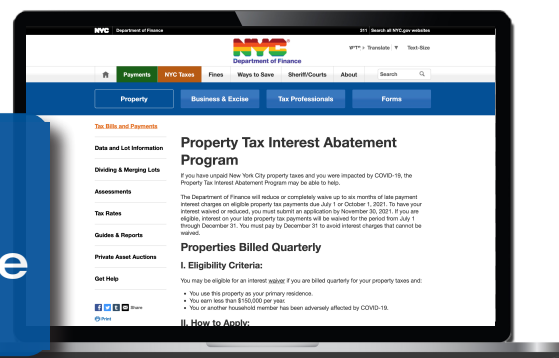 NYC Department of Finance
311 Search all NYC.gov websites
NYC
Department of Finance
Translate ▼ Text-Size
Payments NYC Taxes Fines Ways to Save Sheriff/Courts About Search
Property Business & Excise Tax Professionals Forms
Tax Bills and Payments
Data and Lot Information
Dividing & Merging Lots
Assessments
Tax Rates
Guides & Reports
Private Asset Auctions
Get Help
Share
Print
e
Property Tax Interest Abatement
Program
If you have unpaid New York City property taxes and you were impacted by COVID-19, the
Property Tax Interest Abatement Program may be able to help.
The Department of Finance will reduce or completely waive up to six months of late payment
interest charges on eligible property tax payments due July 1 or October 1, 2021. To have your
interest waived or reduced, you must submit an application by November 30, 2021. If you are
eligible, interest on your late property tax payments will be waived for the period from July 1
through December 31. You must pay by December 31 to avoid interest charges that cannot be
waived.
Properties Billed Quarterly
I. Eligibility Criteria:
You may be eligible for an interest waiver if you are billed quarterly for your property taxes and:
• You use this property as your primary residence.
• You earn less than $150,000 per year.
• You or another household member has been adversely affected by COVID-19.
II. How to Apply: